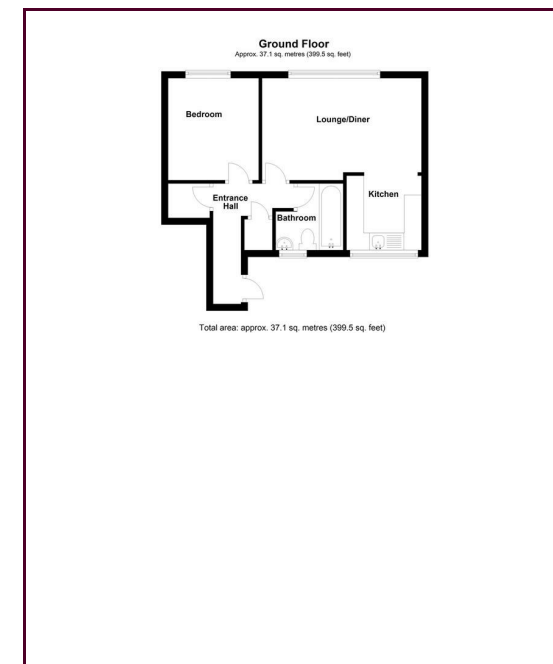 Ground Floor
Approx. 37.1 sq. metres (399.5 sq. feet)
Bedroom
Lounge/Diner
Kitchen
Entrance
Hall
Bathroom
Total area: approx. 37.1 sq. metres (399.5 sq. feet)